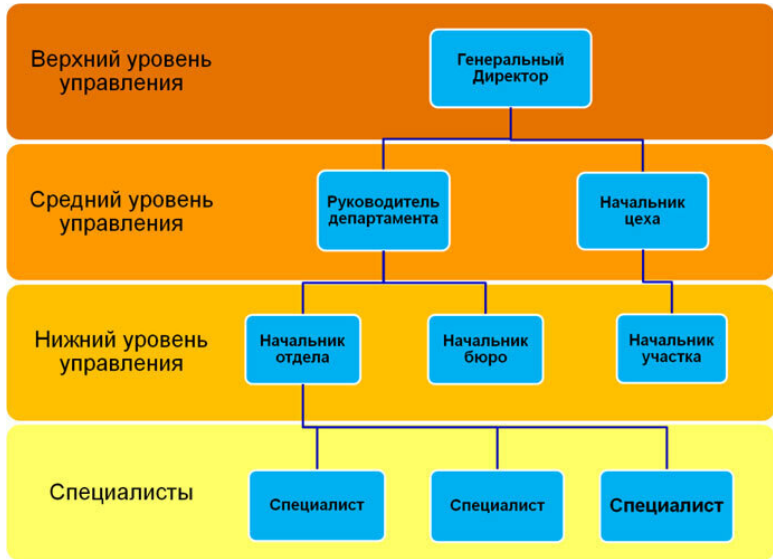 Верхний уровень
управления
Генеральный
Директор
Средний уровень
управления
Руководитель
департамента
Начальник
цеха
Нижний уровень
управления
Начальник
отдела
Начальник
бюро
Начальник
участка
Специалисты
Специалист
Специалист
Специалист